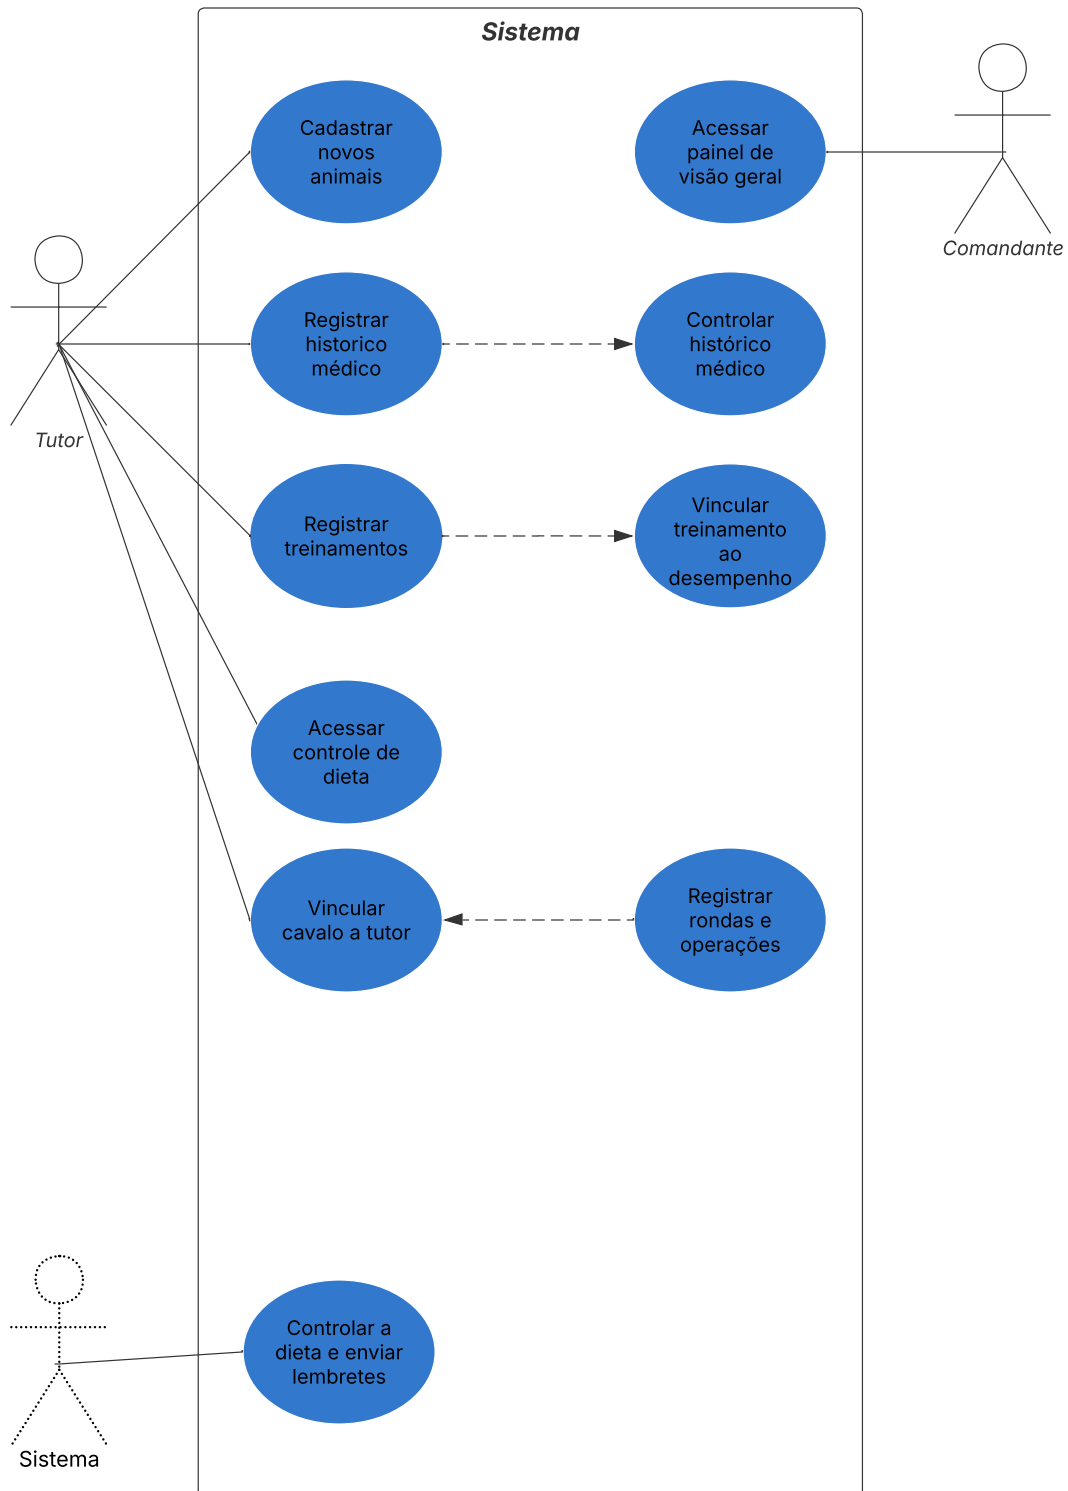 Sistema
Cadastrar
novos
animais
Acessar
painel de
visão geral
Comandante
Registrar
historico
médico
Controlar
histórico
médico
Tutor
Registrar
treinamentos
Vincular
treinamento
ao
desempenho
Acessar
controle de
dieta
Vincular
cavalo a tutor
Registrar
rondas e
operações
Controlar a
dieta e enviar
lembretes
Sistema